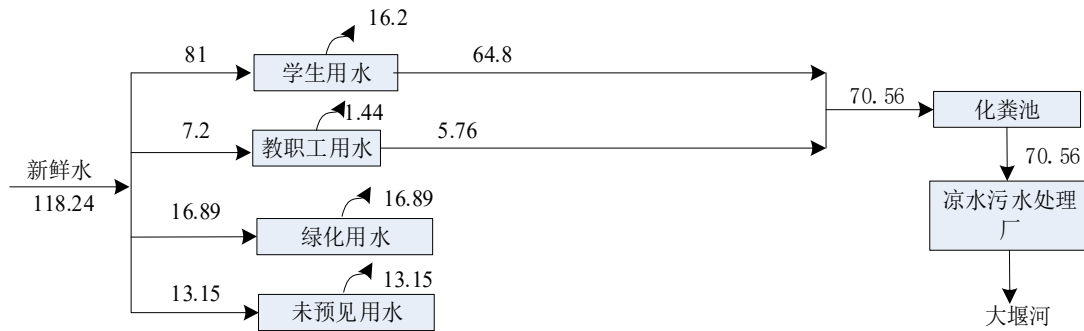 16.2
81
学生用水
64.8
1.44
7.2
教职工用水
5.76
70.56
化粪池
70.56
新鲜水
118.24
16.89
16.89
绿化用水
凉水污水处理
厂
13.15
13.15
未预见用水
大堰河